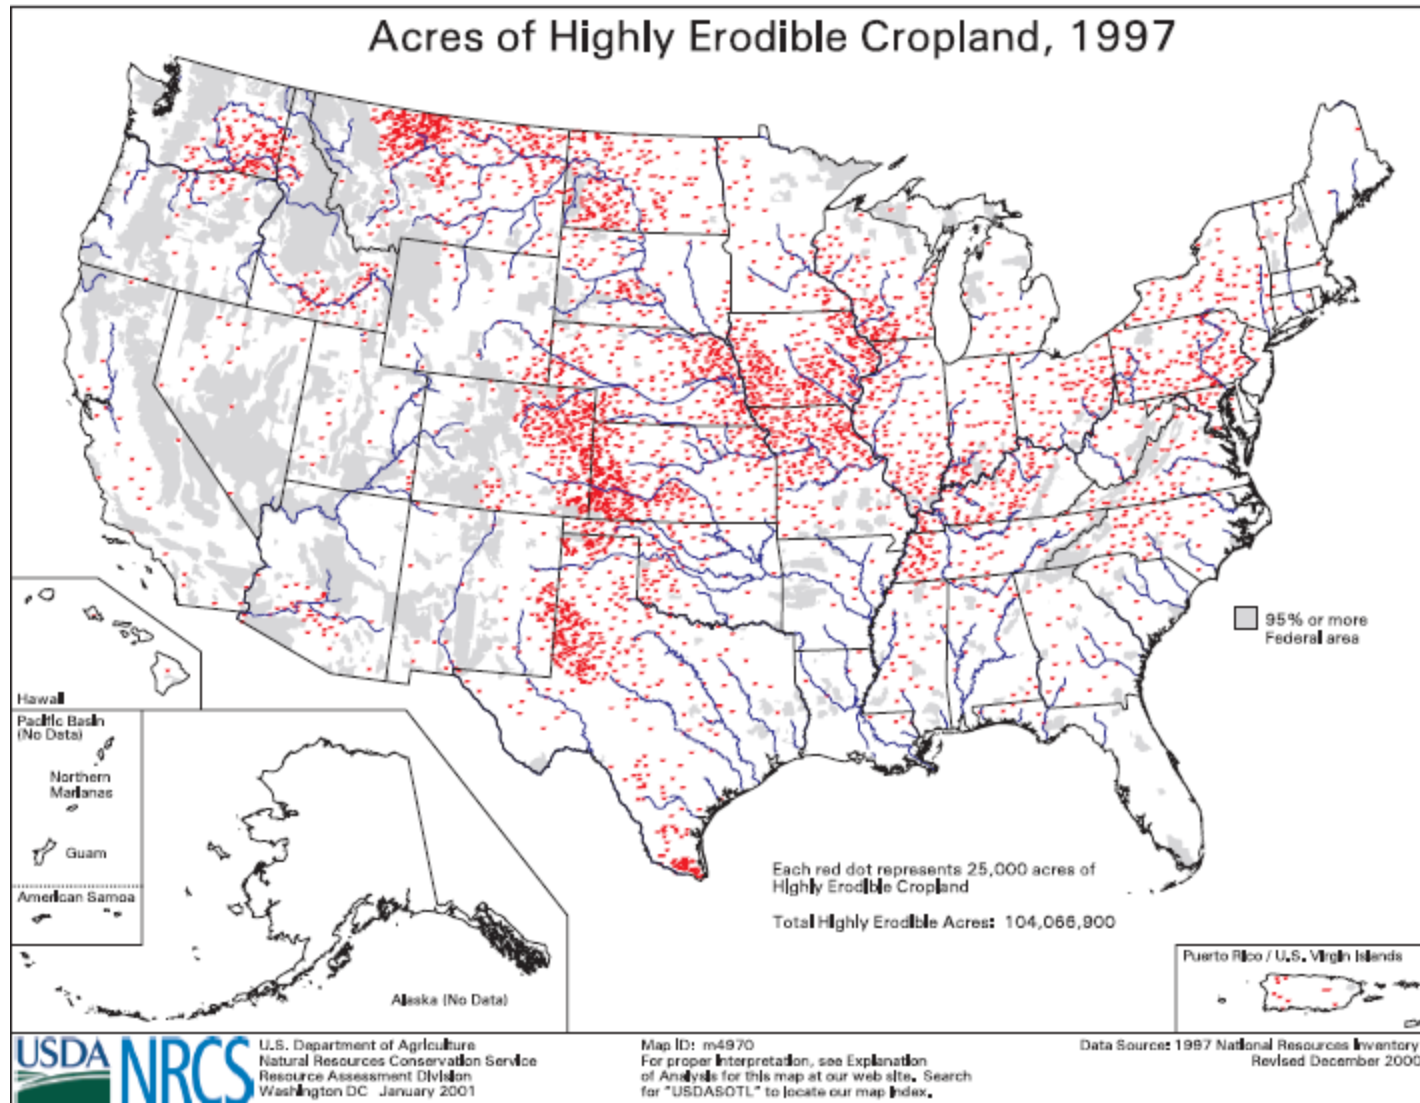 Acres of Highly Erodible Cropland, 1997
95% or more
Federal area
Hawaii
Pacific Basin
(No Data)
Northern
Marianas
Guam
American Samoa
Alaska (No Data)
Each red dot represents 25,000 acres of
Highly Erodible Cropland
Total Highly Erodible Acres: 104,066,900
Puerto Rico / U.S. Virgin Islands
USDA
NRCS
U.S. Department of Agriculture
Natural Resources Conservation Service
Resource Assessment Division
Washington DC January 2001
Map ID: m4970
For proper interpretation, see Explanation
of Analysis for this map at our web site. Search
for "USDASOTL" to locate our map index.
Data Source: 1997 National Resources Inventory
Revised December 2000